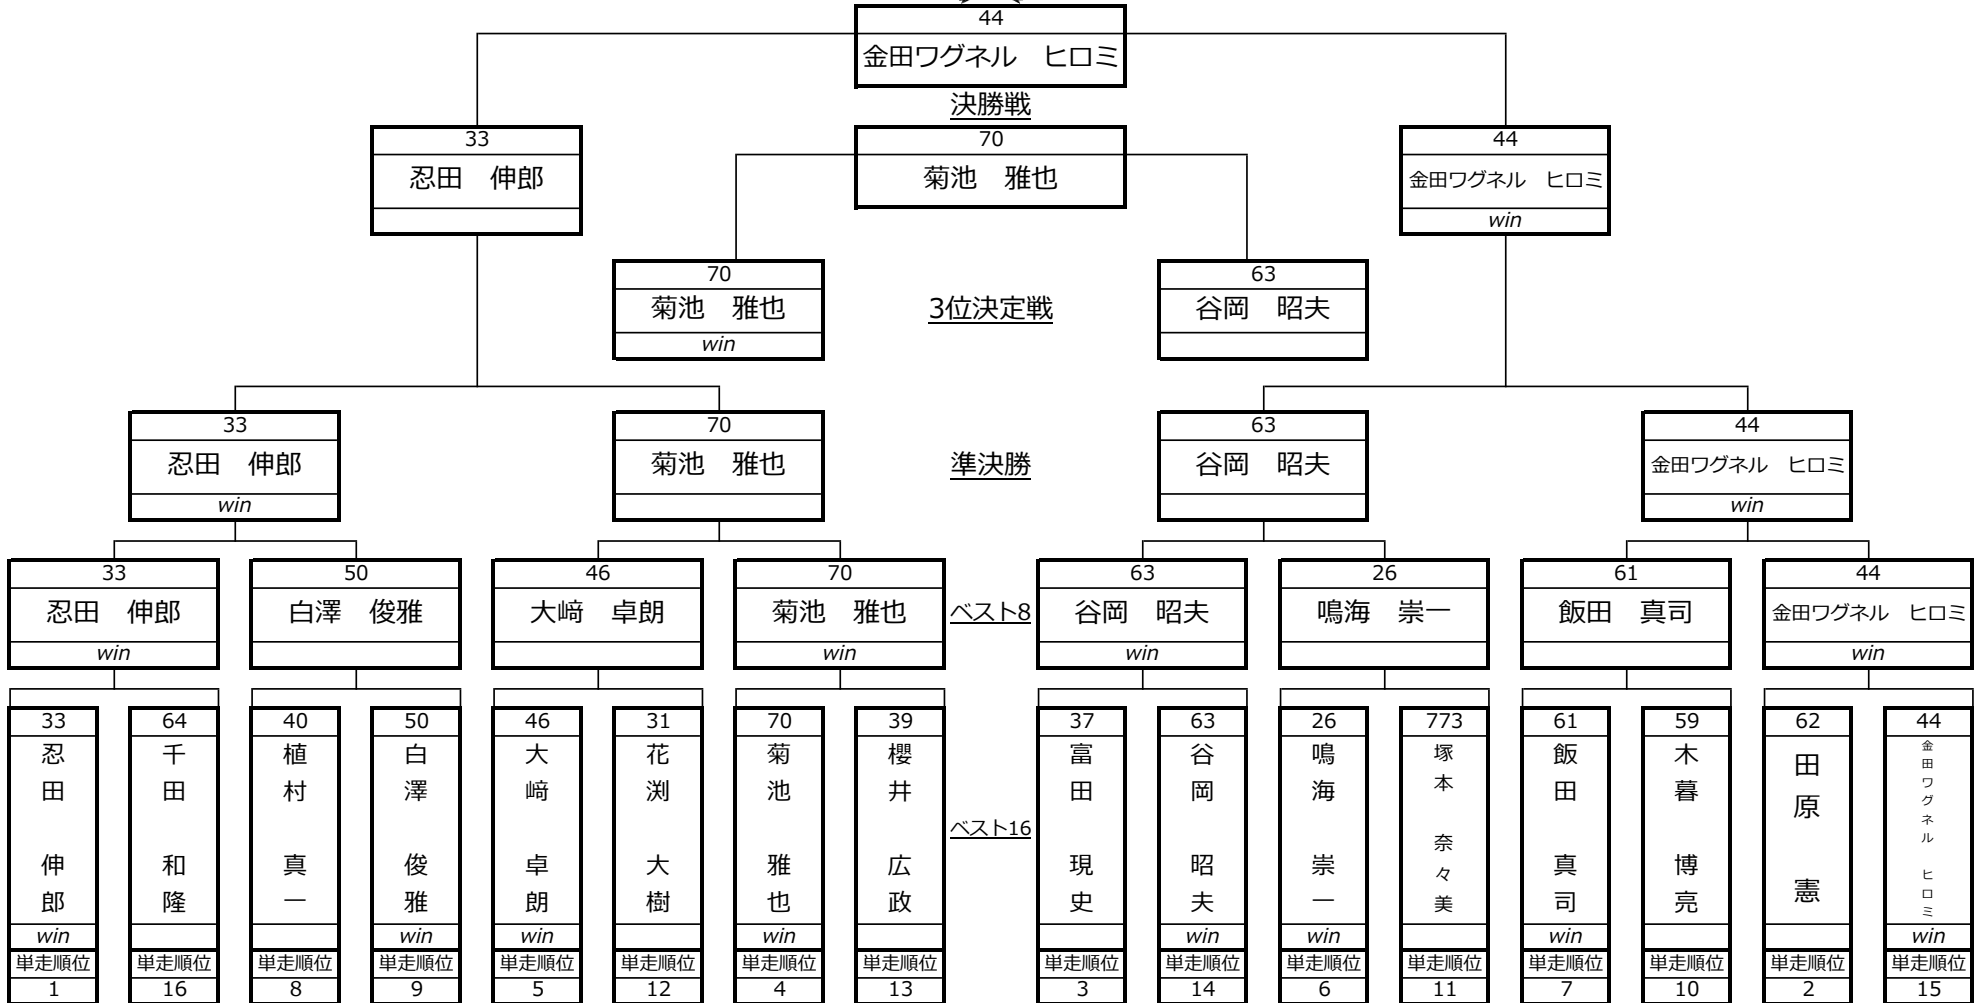 44
金田ワグネル　ヒロミ
決勝戦
33
忍田　伸郎
70
菊池　雅也
44
金田ワグネル　ヒロミ
win
70
菊池　雅也
win
3位決定戦
63
谷岡　昭夫
33
忍田　伸郎
win
70
菊池　雅也
準決勝
63
谷岡　昭夫
44
金田ワグネル　ヒロミ
win
33
忍田　伸郎
win
50
白澤　俊雅
46
大﨑　卓朗
70
菊池　雅也
win
ベスト8
63
谷岡　昭夫
win
26
鳴海　崇一
61
飯田　真司
44
金田ワグネル　ヒロミ
win
33
忍田　伸郎
win
単走順位
1
64
千田　和隆
単走順位
16
40
植村　真一
単走順位
8
50
白澤　俊雅
win
単走順位
9
46
大﨑　卓朗
win
単走順位
5
31
花渕　大樹
単走順位
12
70
菊池　雅也
win
単走順位
4
39
櫻井　広政
単走順位
13
ベスト16
37
富田　現史
単走順位
3
63
谷岡　昭夫
win
単走順位
14
26
鳴海　崇一
win
単走順位
6
773
塚本　奈々美
単走順位
11
61
飯田　真司
win
単走順位
7
59
木暮　博亮
単走順位
10
62
田原　憲
単走順位
2
44
金田ワグネル　ヒロミ
win
単走順位
15